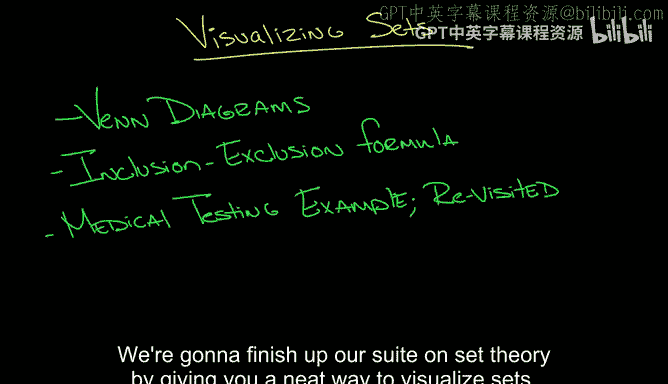 GPT中英字幕课程资源@bilibili.com
Visualizing Sets
GPT中英字幕课程资源 bilibili
- Venn Diagrams
- Inclusion-Exclusion formula
- Medical Testing Example; Re-visited
We're gonna finish up our suite on set theory
by giving you a neat way to visualize sets